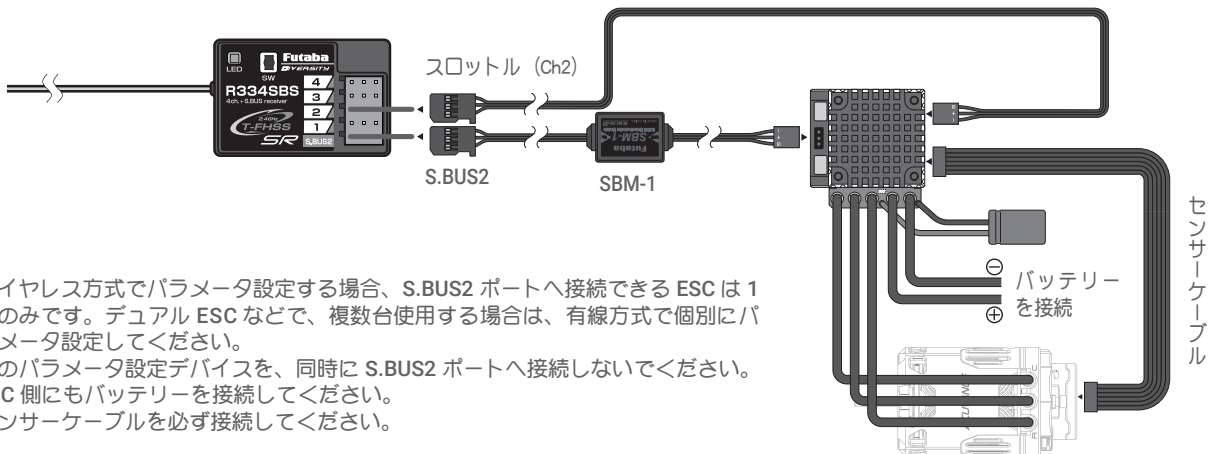 LED
SW
Futaba
DIVERSITY
R334SBS
4ch. + S.BUS receiver
2.4GHz
T-FHSS
SR
4
3
2
1
S.BUS2
スロットル（Ch2）
S.BUS2
Futaba
SBM-1
SBM-1
センサーケーブル
⊖
バッテリー
を接続
⊕
イヤレス方式でパラメータ設定する場合、S.BUS2 ポートへ接続できる ESC は 1
のみです。デュアル ESC などで、複数台使用する場合は、有線方式で個別にパ
メータ設定してください。
のパラメータ設定デバイスを、同時に S.BUS2 ポートへ接続しないでください。
C 側にもバッテリーを接続してください。
ンサーケーブルを必ず接続してください。